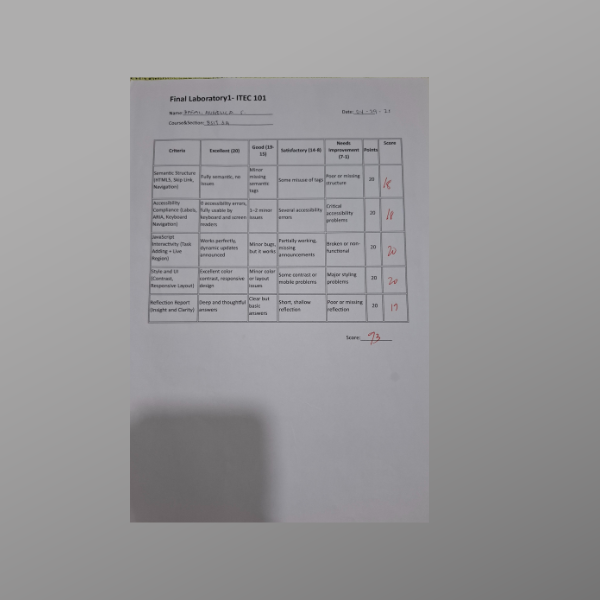 Final Laboratory1- ITEC 101
Name:
Date:
Course&Section:
Criteria Excellent (20) Good (19-15) Satisfactory (14-8) Needs Improvement (7-1) Points Score
Semantic Structure (HTML5, Skip Link, Navigation) Fully semantic, no issues Minor missing semantic tags Some misuse of tags Poor or missing structure 20
Accessibility Compliance (Labels, ARIA, Keyboard Navigation) 0 accessibility errors, fully usable by keyboard and screen readers 1-2 minor issues Several accessibility errors Critical accessibility problems 20 18
JavaScript Interactivity (Task Adding + Live Region) Works perfectly, dynamic updates announced Minor bugs, but it works Partially working, missing announcements Broken or non-functional 20 20
Style and UI (Contrast, Responsive Layout) Excellent color contrast, responsive design Minor color or layout issues Some contrast or mobile problems Major styling problems 20 20
Reflection Report (Insight and Clarity) Deep and thoughtful answers Clear but basic answers Short, shallow reflection Poor or missing reflection 20 19
Score: 93